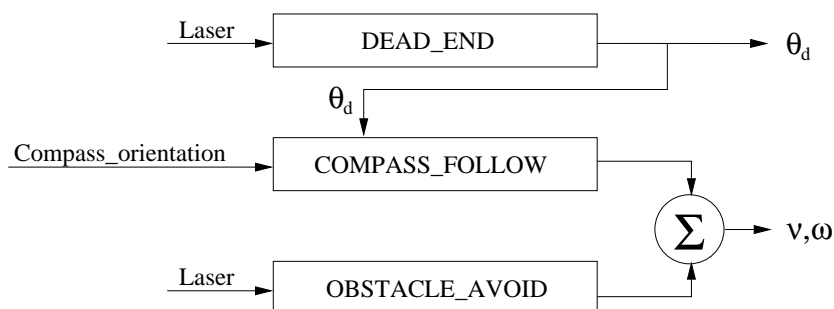 Laser
DEAD_END
θd
θd
Compass_orientation
COMPASS_FOLLOW
Σ
ν,ω
Laser
OBSTACLE_AVOID